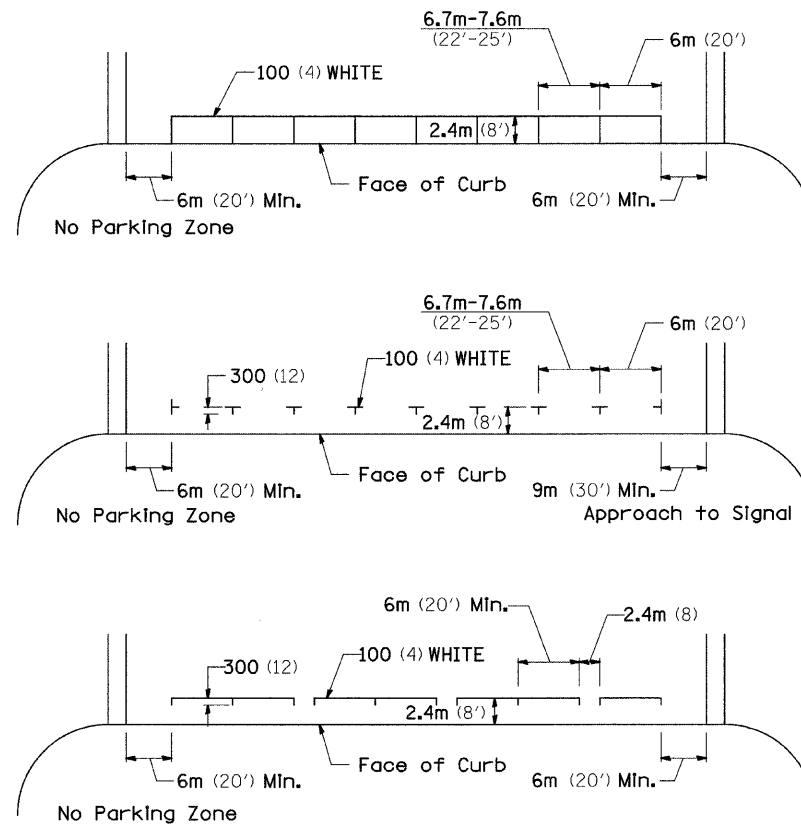 6.7m-7.6m
(22'-25')
6m (20')
100 (4) WHITE
2.4m (8')
Face of Curb
6m (20') Min.
6m (20') Min.
No Parking Zone
6.7m-7.6m
(22'-25')
6m (20')
100 (4) WHITE
300 (12)
2.4m (8')
Face of Curb
6m (20') Min.
9m (30') Min.
No Parking Zone
Approach to Signal
6m (20') Min.
2.4m (8)
300 (12)
100 (4) WHITE
2.4m (8')
Face of Curb
6m (20') Min.
6m (20') Min.
No Parking Zone